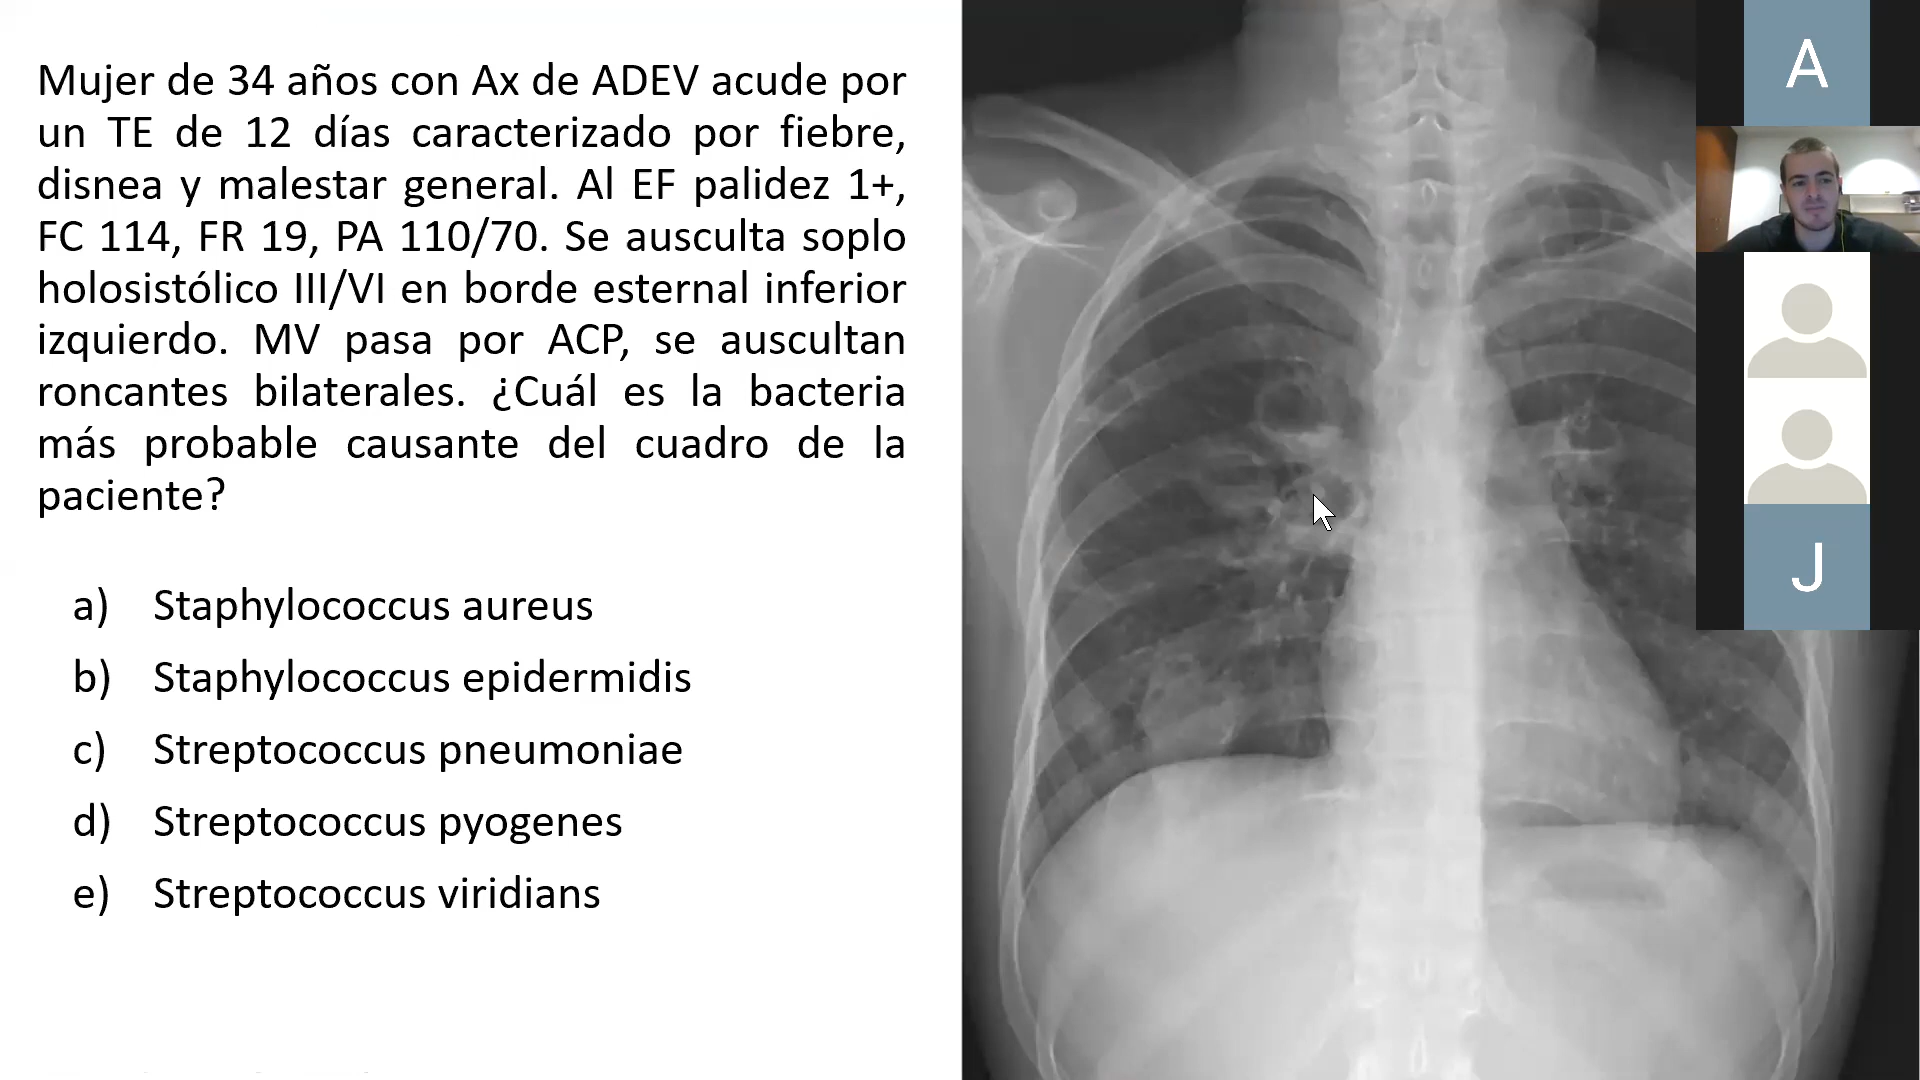 Mujer de 34 años con Ax de ADEV acude por
un TE de 12 días caracterizado por fiebre,
disnea y malestar general. Al EF palidez 1+,
FC 114, FR 19, PA 110/70. Se ausculta soplo
holosistólico III/VI en borde esternal inferior
izquierdo. MV pasa por ACP, se auscultan
roncantes bilaterales. ¿Cuál es la bacteria
más probable causante del cuadro de la
paciente?
a) Staphylococcus aureus
b) Staphylococcus epidermidis
c) Streptococcus pneumoniae
d) Streptococcus pyogenes
e) Streptococcus viridians
A
J